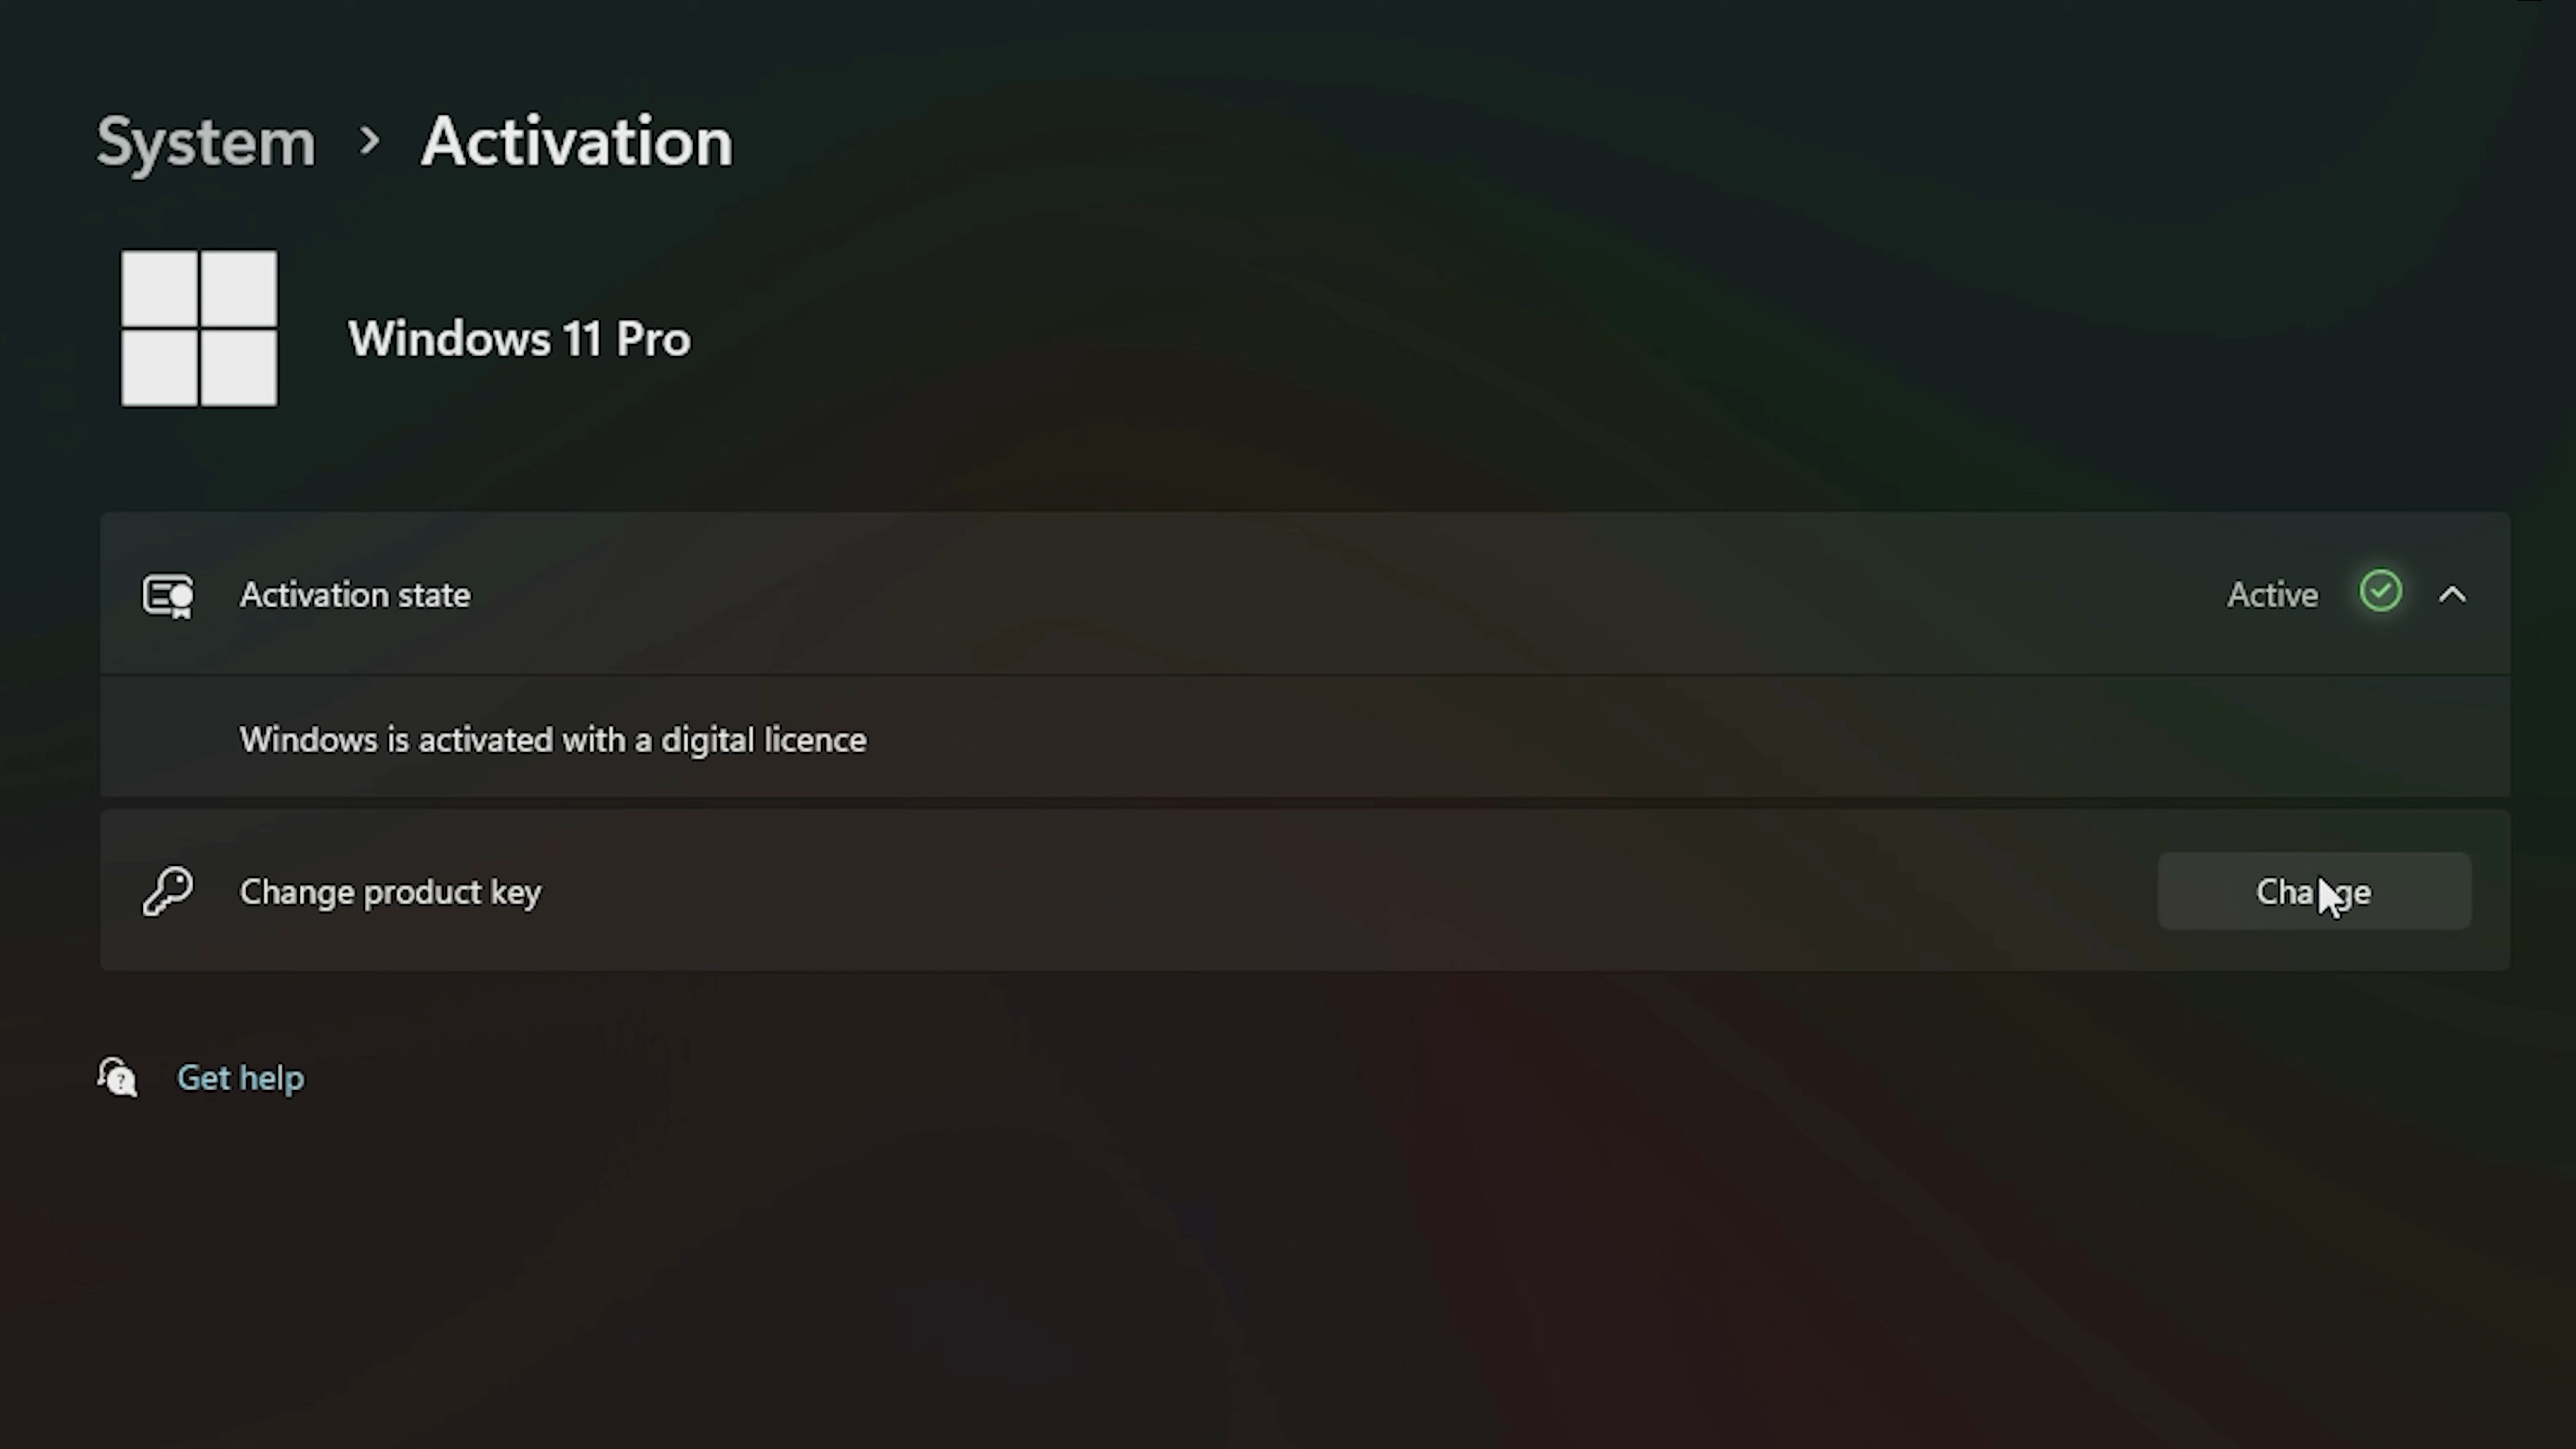 System > Activation
Windows 11 Pro
Activation state
Active
Windows is activated with a digital licence
Change product key
Change
Get help